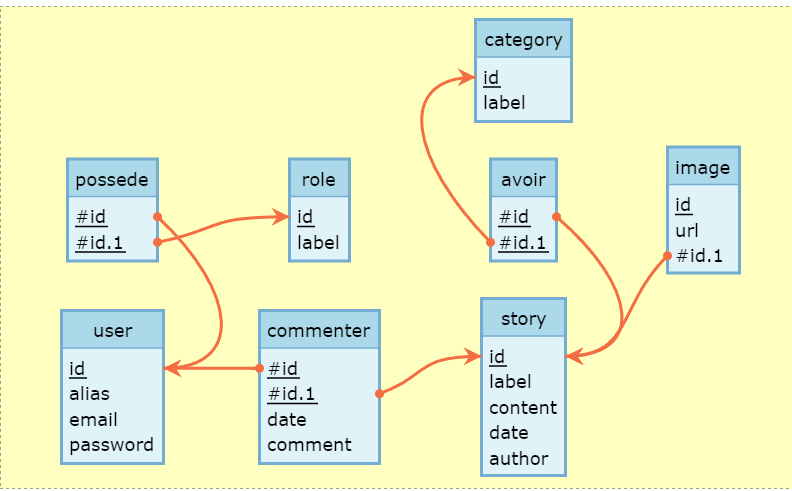 category
id
label
possede
#id
#id.1
role
id
label
avoir
#id
#id.1
image
id
url
#id.1
user
id
alias
email
password
commenter
#id
#id.1
date
comment
story
id
label
content
date
author